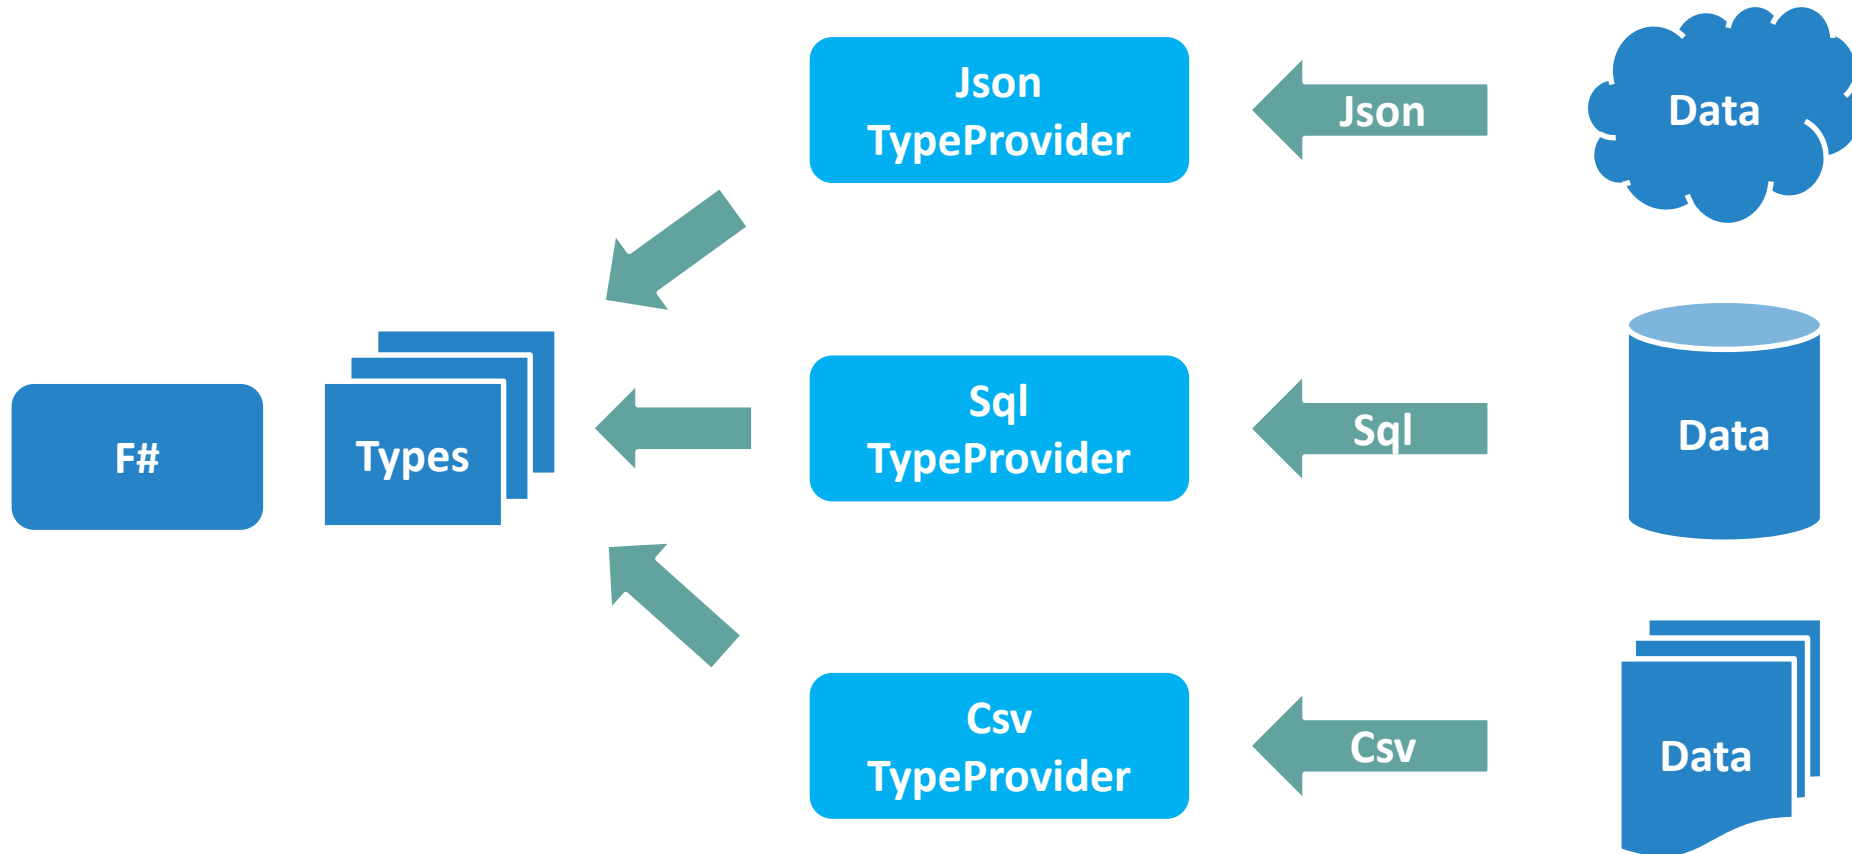 Json
TypeProvider
Json
Data
F#
Types
Sql
TypeProvider
Sql
Data
Csv
TypeProvider
Csv
Data